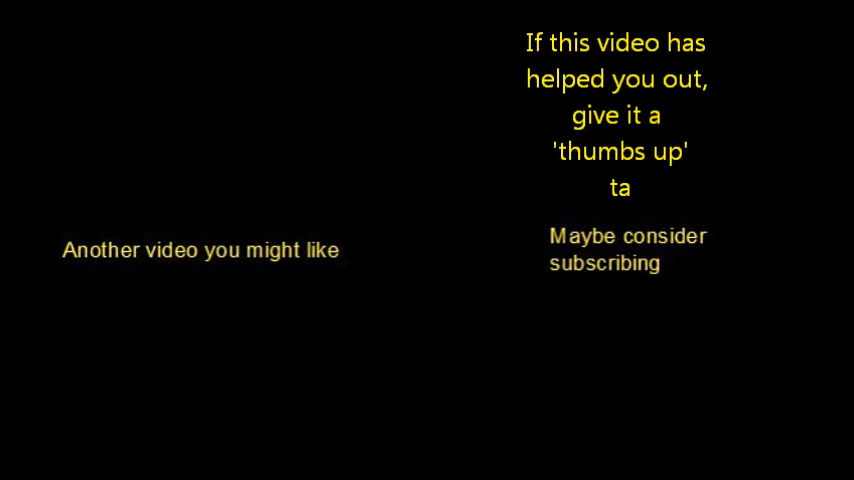 If this video has
helped you out,
give it a
'thumbs up'
ta
Another video you might like
Maybe consider
subscribing